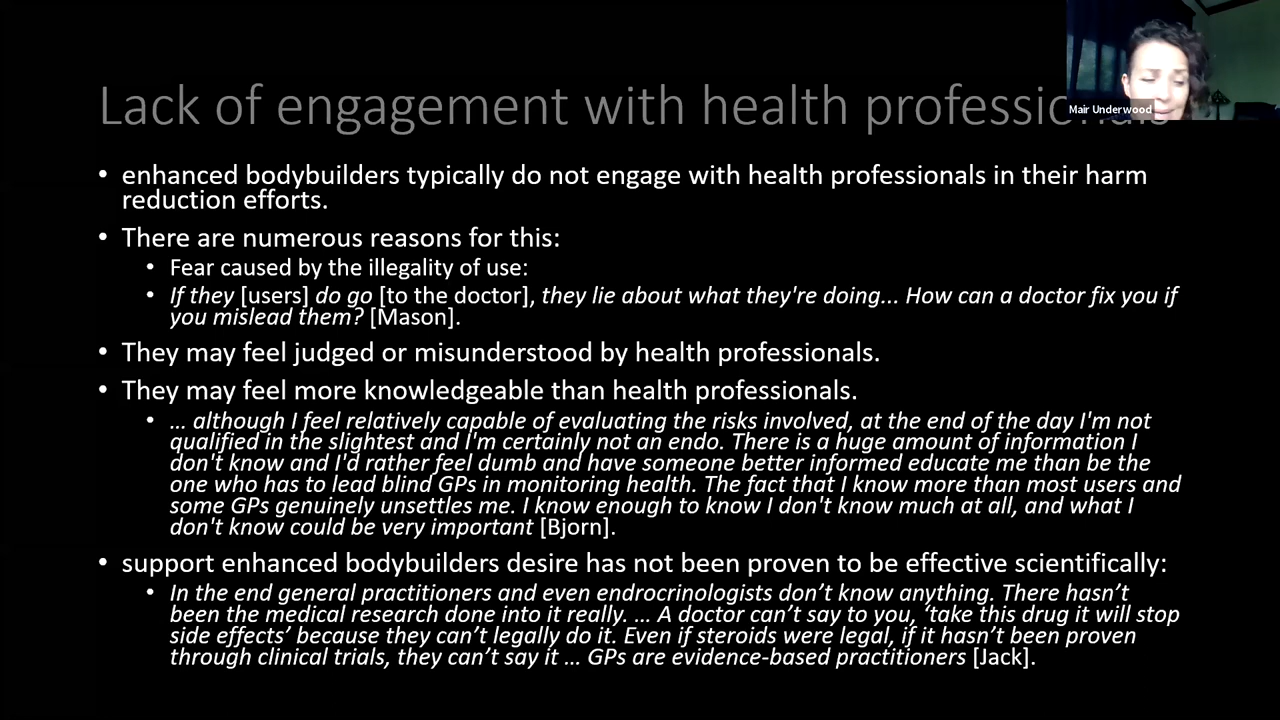 Lack of engagement with health professionals
Mair Underwood
• enhanced bodybuilders typically do not engage with health professionals in their harm
reduction efforts.
• There are numerous reasons for this:
• Fear caused by the illegality of use:
• If they [users] do go [to the doctor], they lie about what they're doing... How can a doctor fix you if
you mislead them? [Mason].
• They may feel judged or misunderstood by health professionals.
• They may feel more knowledgeable than health professionals.
• … although I feel relatively capable of evaluating the risks involved, at the end of the day I'm not
qualified in the slightest and I'm certainly not an endo. There is a huge amount of information I
don't know and I'd rather feel dumb and have someone better informed educate me than be the
one who has to lead blind GPs in monitoring health. The fact that I know more than most users and
some GPs genuinely unsettles me. I know enough to know I don't know much at all, and what I
don't know could be very important [Bjorn].
• support enhanced bodybuilders desire has not been proven to be effective scientifically:
• In the end general practitioners and even endrocrinologists don’t know anything. There hasn’t
been the medical research done into it really. … A doctor can’t say to you, ‘take this drug it will stop
side effects’ because they can’t legally do it. Even if steroids were legal, if it hasn’t been proven
through clinical trials, they can’t say it … GPs are evidence-based practitioners [Jack].